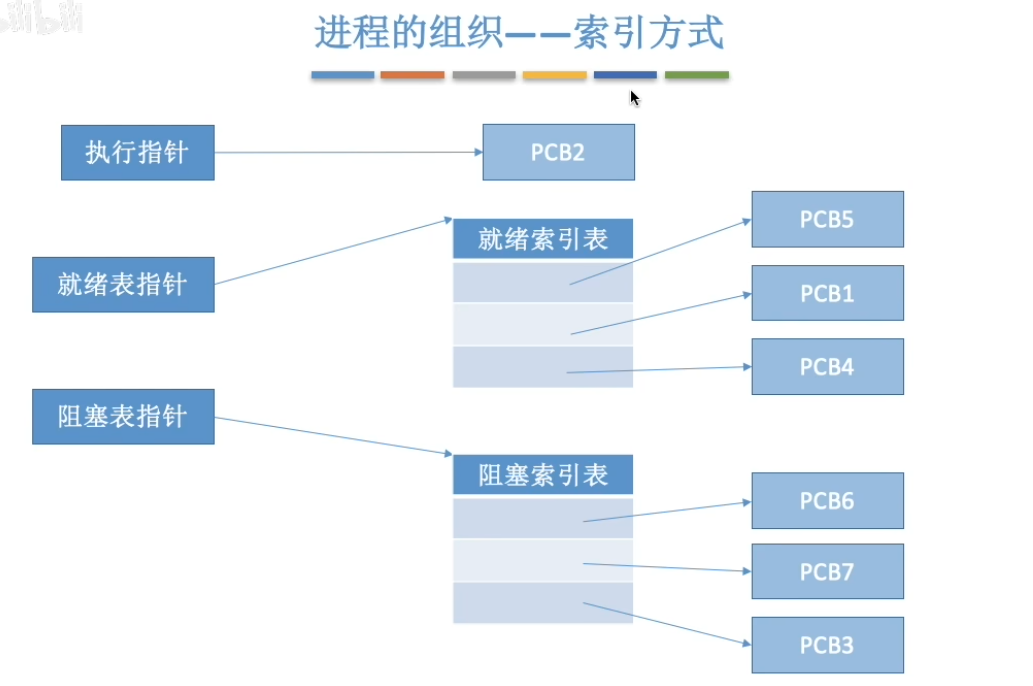 进程的组织——索引方式
执行指针
PCB2
就绪表指针
就绪索引表
PCB5
PCB1
PCB4
阻塞表指针
阻塞索引表
PCB6
PCB7
PCB3